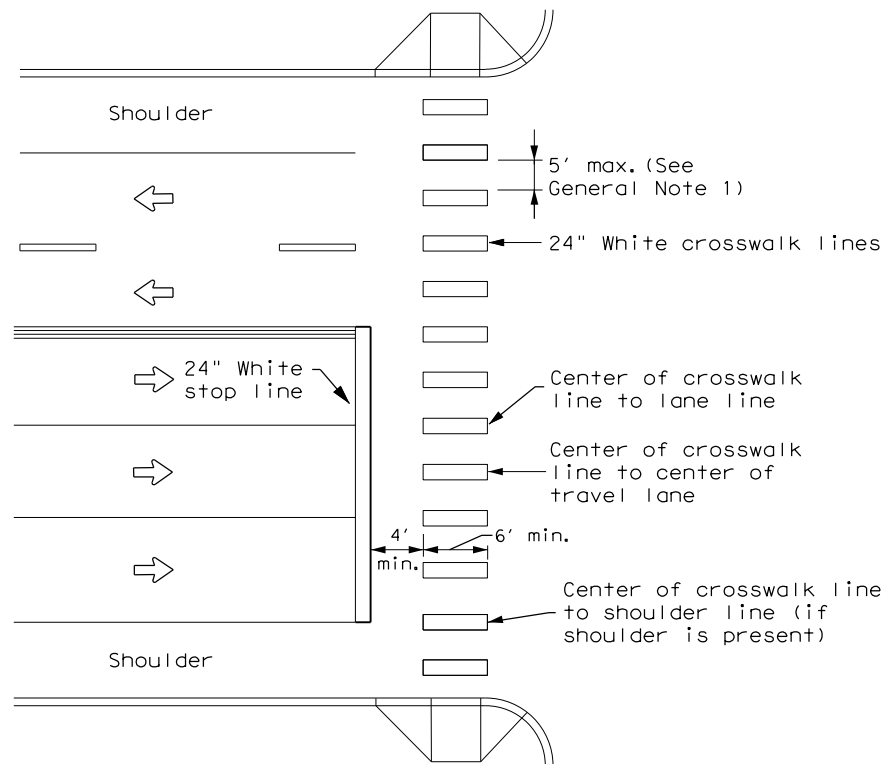 Shoulder
5' max. (See
General Note 1)
24" White crosswalk lines
24" White
stop line
Center of crosswalk
line to lane line
Center of crosswalk
line to center of
travel lane
4'
min.
6' min.
Center of crosswalk line
to shoulder line (if
shoulder is present)
Shoulder